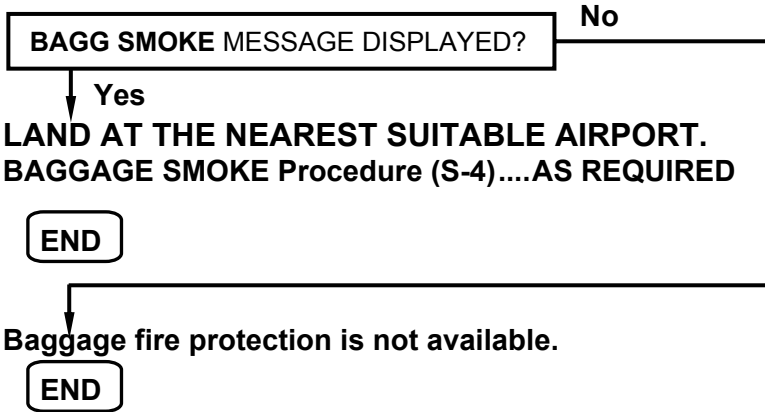 No
BAGG SMOKE MESSAGE DISPLAYED?
Yes
LAND AT THE NEAREST SUITABLE AIRPORT.
BAGGAGE SMOKE Procedure (S-4)....AS REQUIRED
END
Baggage fire protection is not available.
END